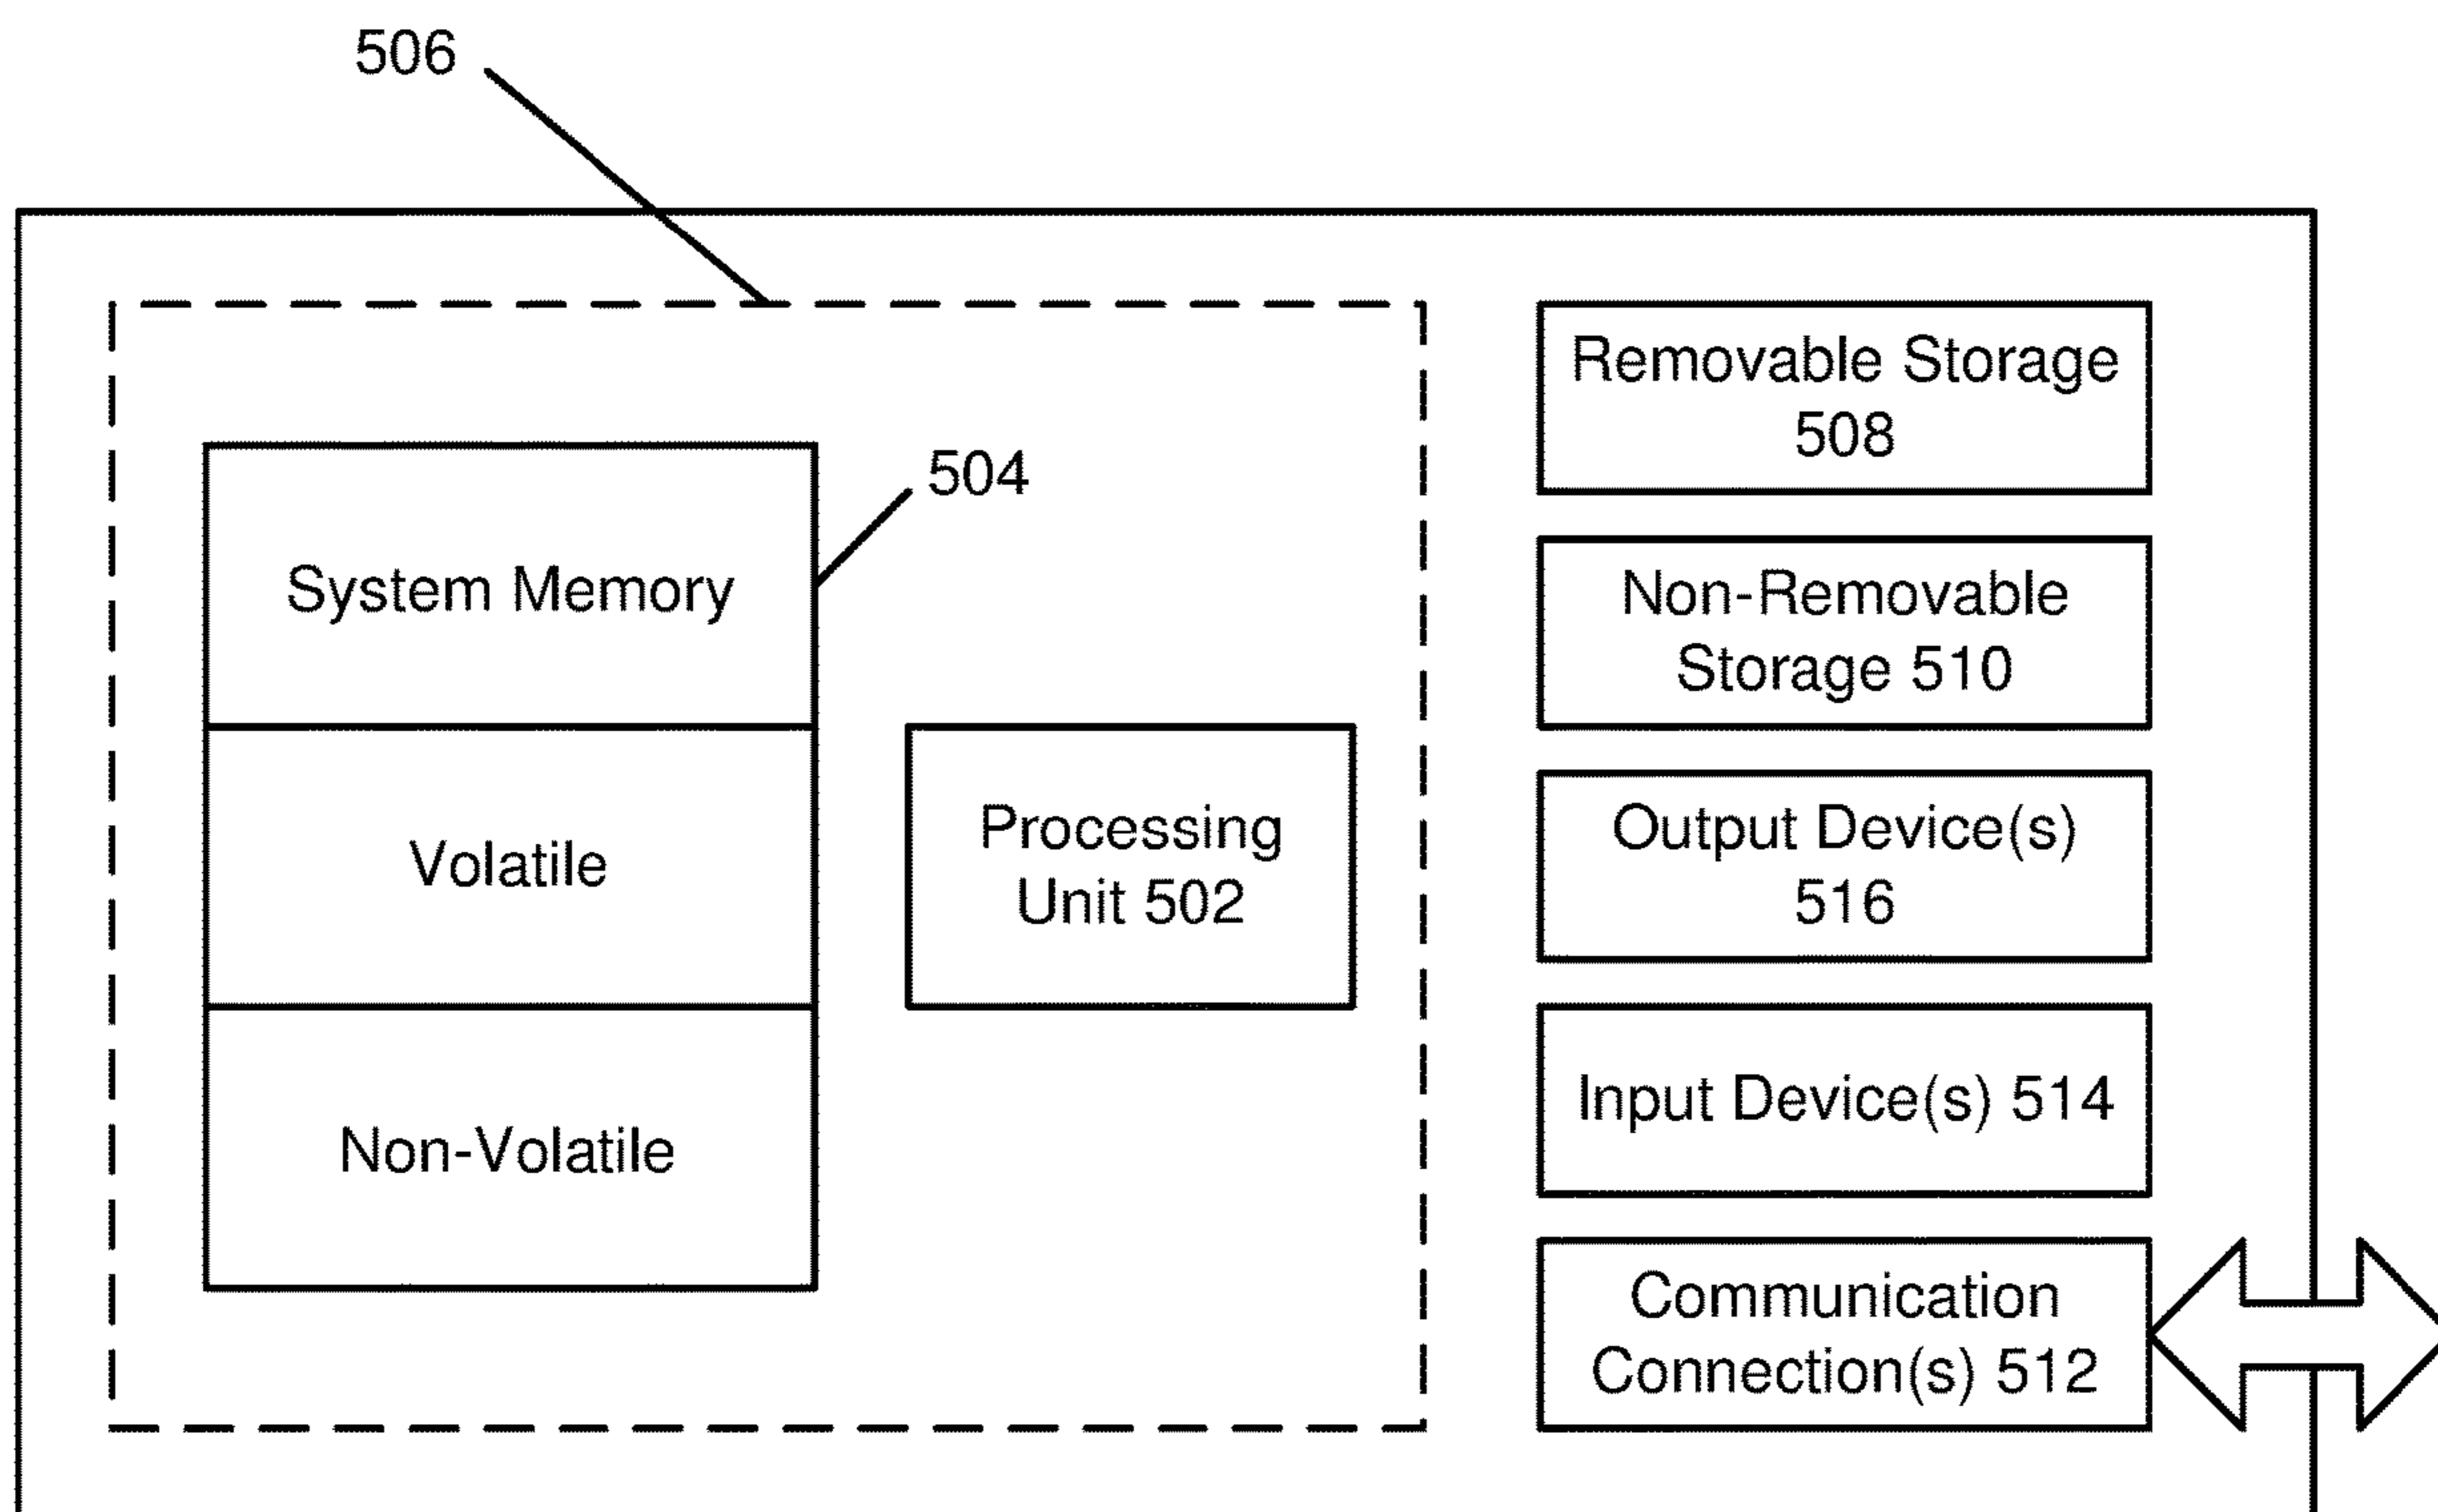 506
504
System Memory
Volatile
Non-Volatile
Processing
Unit 502
Removable Storage
508
Non-Removable
Storage 510
Output Device(s)
516
Input Device(s) 514
Communication
Connection(s) 512